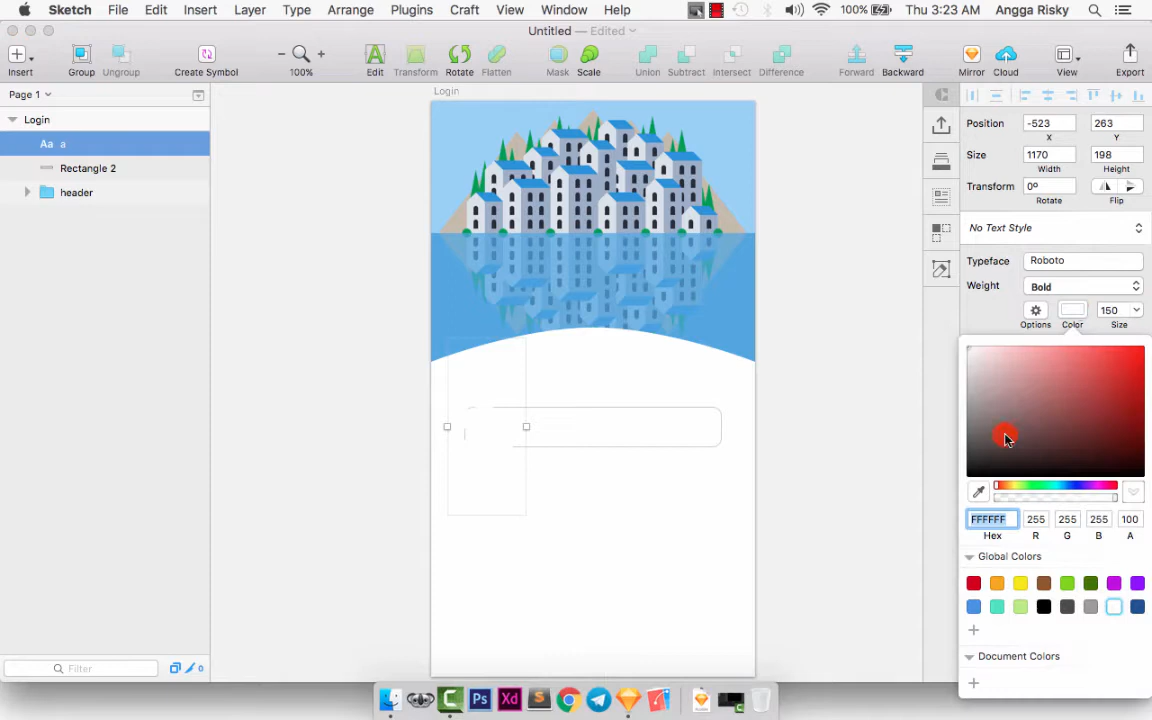 Sketch File Edit Insert Layer Type Arrange Plugins Craft View Window Help 100% Thu 3:23 AM Angga Risky
Untitled — Edited
Insert Group Ungroup Create Symbol 100% Edit Transform Rotate Flatten Mask Scale Union Subtract Intersect Difference Forward Backward Mirror Cloud View Export
Page 1
Login
Aa a
Rectangle 2
header
Filter
0
Login
Position -523 263
X Y
Size 1170 198
Width Height
Transform 0º
Rotate Flip
No Text Style
Typeface Roboto
Weight Bold
150
Options Color Size
FFFFFF 255 255 255 100
Hex R G B A
Global Colors
Document Colors
Ps Xd S